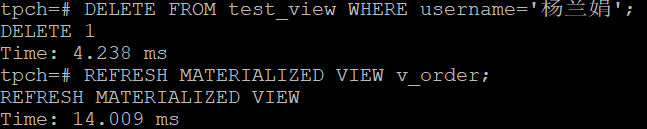 tpch=# DELETE FROM test_view WHERE username='杨兰娟';
DELETE 1
Time: 4.238 ms
tpch=# REFRESH MATERIALIZED VIEW v_order;
REFRESH MATERIALIZED VIEW
Time: 14.009 ms